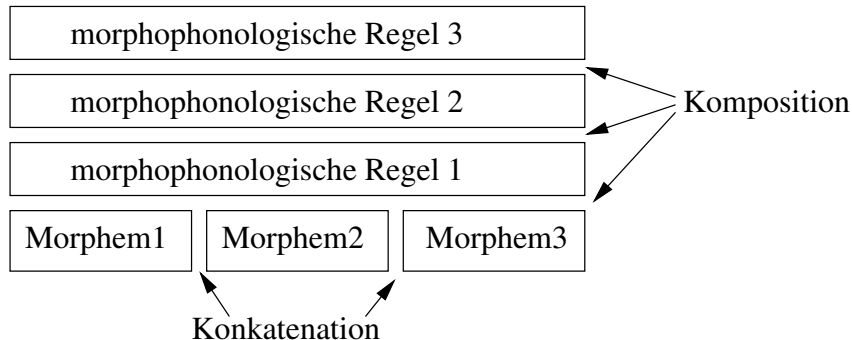 morphophonologische Regel 3
morphophonologische Regel 2
Komposition
morphophonologische Regel 1
Morphem1 Morphem2 Morphem3
Konkatenation